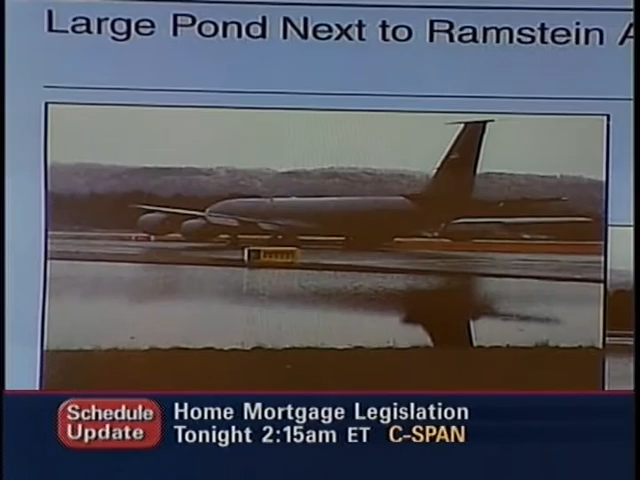 Large Pond Next to Ramstein A
Schedule Update
Home Mortgage Legislation
Tonight 2:15am ET C-SPAN